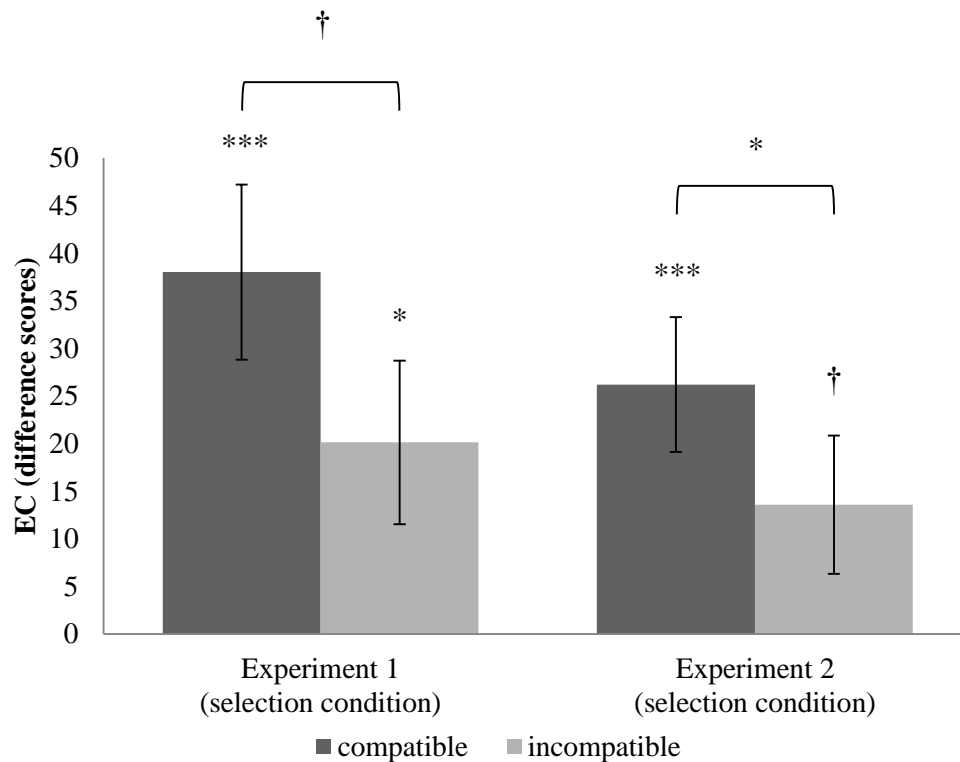 †
***
*
50
45
40
35
30
25
20
15
10
5
0
EC (difference scores)
*
***
†
Experiment 1
(selection condition)
Experiment 2
(selection condition)
compatible
incompatible